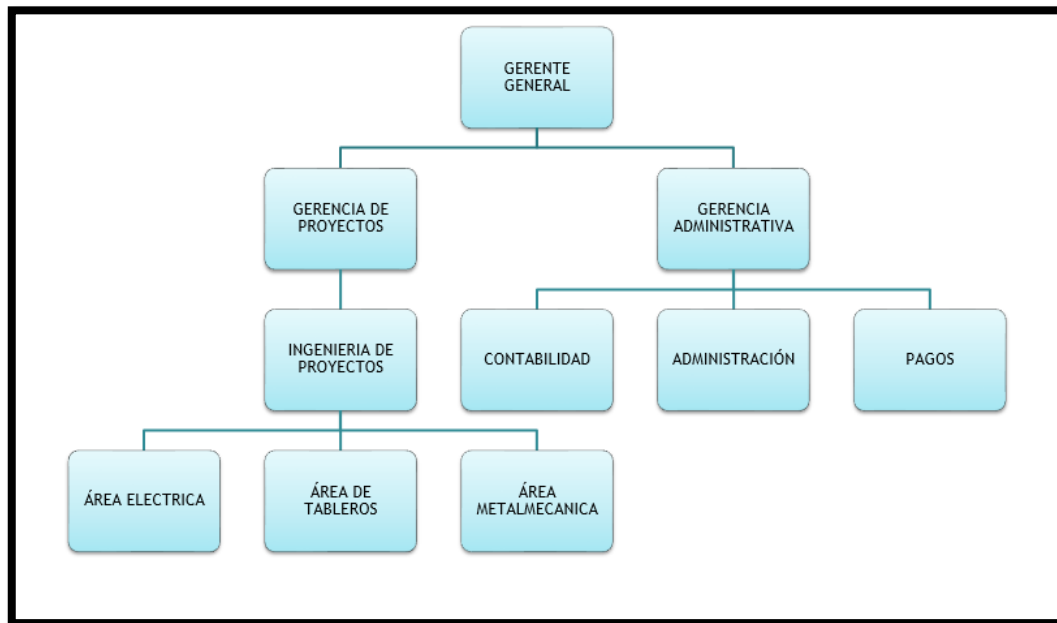 GERENTE
GENERAL
GERENCIA DE
PROYECTOS
GERENCIA
ADMINISTRATIVA
INGENIERIA DE
PROYECTOS
CONTABILIDAD
ADMINISTRACIÓN
PAGOS
ÁREA ELECTRICA
ÁREA DE
TABLEROS
ÁREA
METALMECANICA